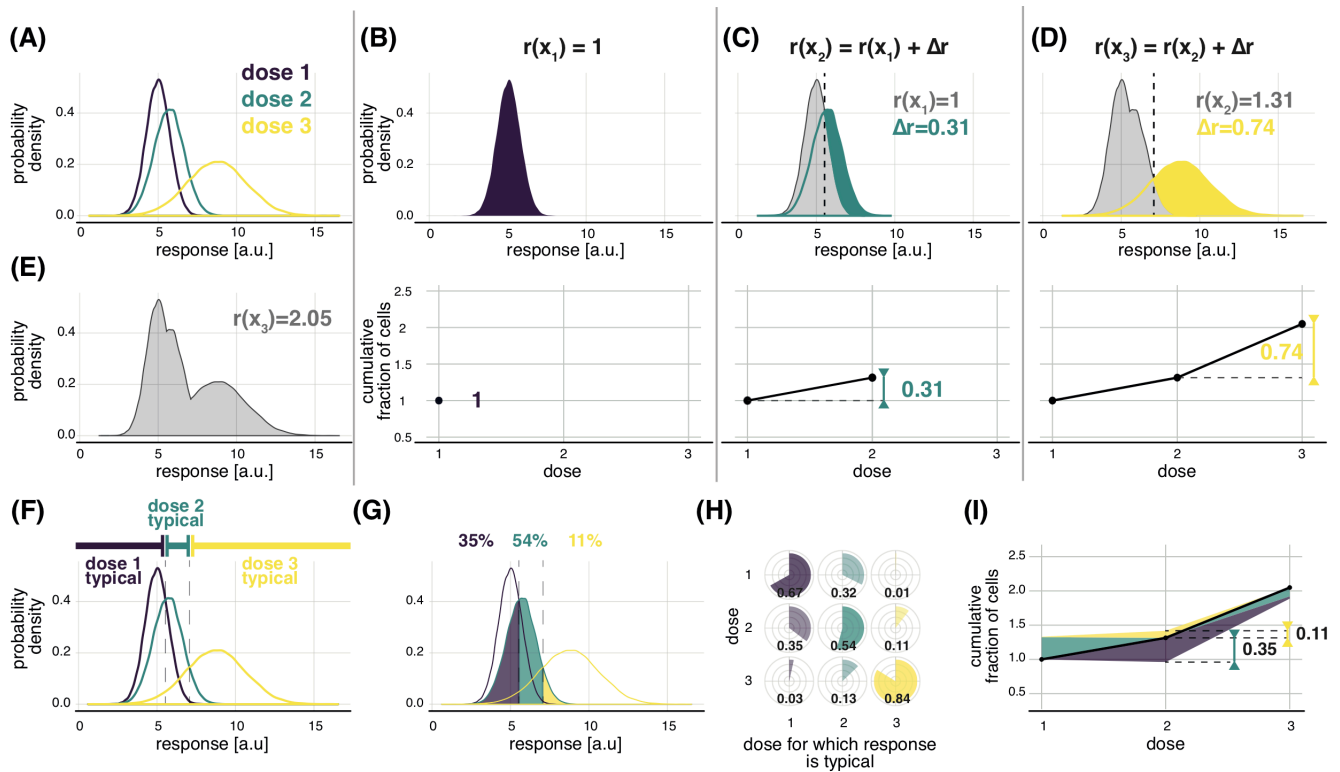 (A)
dose 1
dose 2
dose 3
probability
density
0.4
0.2
0.0
0
5
10
15
response [a.u.]
(B)
r(x1) = 1
probability
density
0.4
0.2
0.0
0
5
10
15
response [a.u.]
cumulative
fraction of cells
2.5
2
1.5
1
0.5
1
1
2
3
dose
(C)
r(x2) = r(x1) + Δr
r(x1)=1
Δr=0.31
0
5
10
15
response [a.u.]
0.31
1
2
3
dose
(D)
r(x3) = r(x2) + Δr
r(x2)=1.31
Δr=0.74
0
5
10
15
response [a.u.]
0.74
1
2
3
dose
(E)
r(x3)=2.05
probability
density
0.4
0.2
0.0
0
5
10
15
response [a.u.]
(F)
dose 2
typical
dose 1
typical
dose 3
typical
probability
density
0.4
0.2
0.0
0
5
10
15
response [a.u]
(G)
35% 54% 11%
0.4
0.2
0.0
0
5
10
15
response [a.u]
(H)
dose
1
0.67 0.32 0.01
2
0.35 0.54 0.11
3
0.03 0.13 0.84
1 2 3
dose for which response
is typical
(I)
cumulative
fraction of cells
2.5
2.0
1.5
1.0
0.5
0.11
0.35
1
2
3
dose